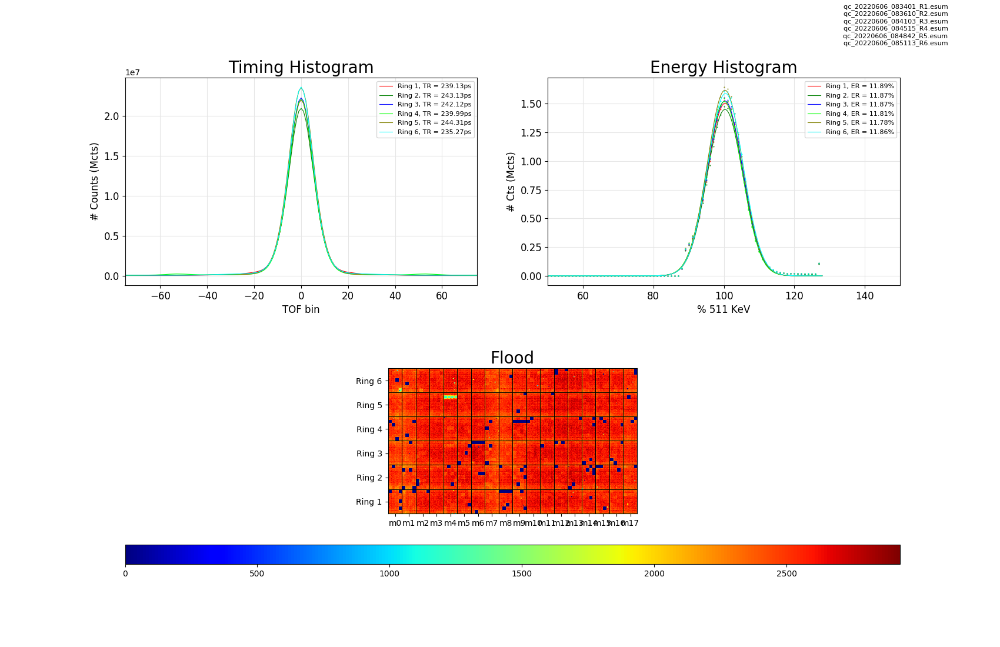 qc_20220606_083401_R1.esum
qc_20220606_083610_R2.esum
qc_20220606_084103_R3.esum
qc_20220606_084515_R4.esum
qc_20220606_084842_R5.esum
qc_20220606_085113_R6.esum
Timing Histogram
1e7
# Counts (Mcts)
2.0
1.5
1.0
0.5
0.0
−60 −40 −20 0 20 40 60
TOF bin
Ring 1, TR = 239.13ps
Ring 2, TR = 243.13ps
Ring 3, TR = 242.12ps
Ring 4, TR = 239.99ps
Ring 5, TR = 244.31ps
Ring 6, TR = 235.27ps
Energy Histogram
# Cts (Mcts)
1.50
1.25
1.00
0.75
0.50
0.25
0.00
60 80 100 120 140
% 511 KeV
Ring 1, ER = 11.89%
Ring 2, ER = 11.87%
Ring 3, ER = 11.87%
Ring 4, ER = 11.81%
Ring 5, ER = 11.78%
Ring 6, ER = 11.86%
Flood
Ring 6
Ring 5
Ring 4
Ring 3
Ring 2
Ring 1
m0 m1 m2 m3 m4 m5 m6 m7 m8 m9 m10 m11 m12 m13 m14 m15 m16 m17
0 500 1000 1500 2000 2500